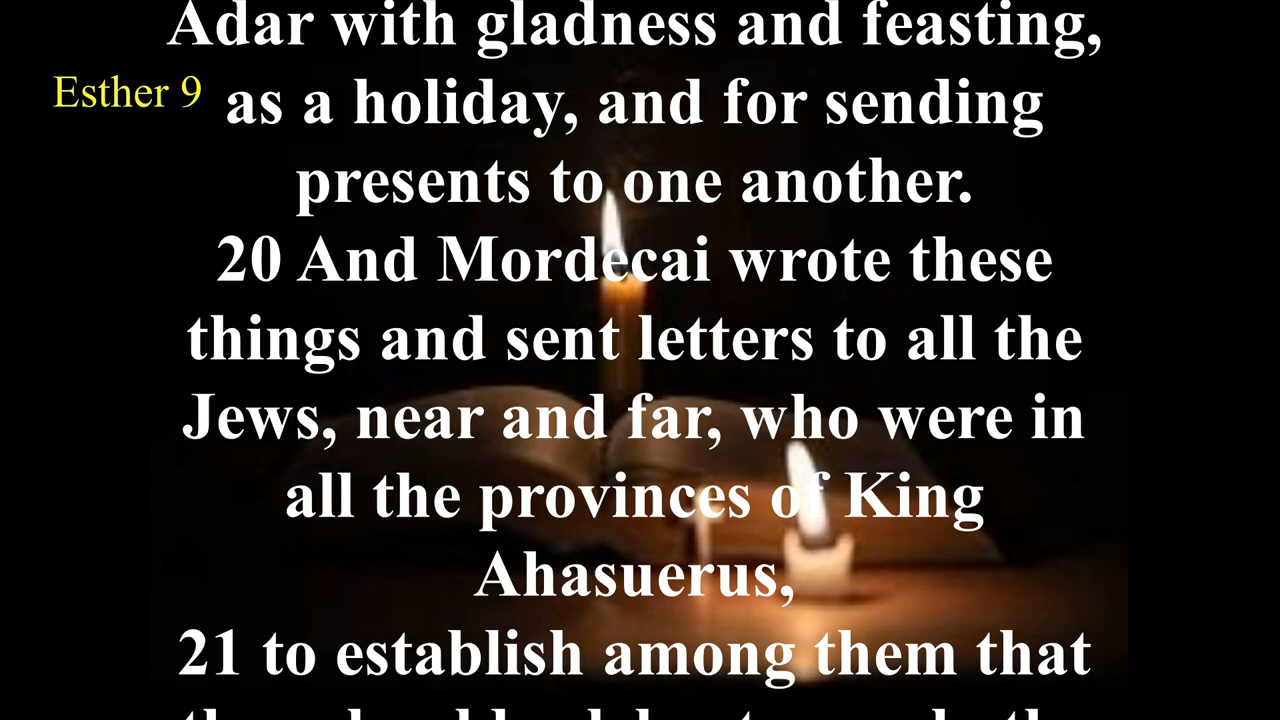 Adar with gladness and feasting,
Esther 9
as a holiday, and for sending
presents to one another.
20 And Mordecai wrote these
things and sent letters to all the
Jews, near and far, who were in
all the provinces of King
Ahasuerus,
21 to establish among them that